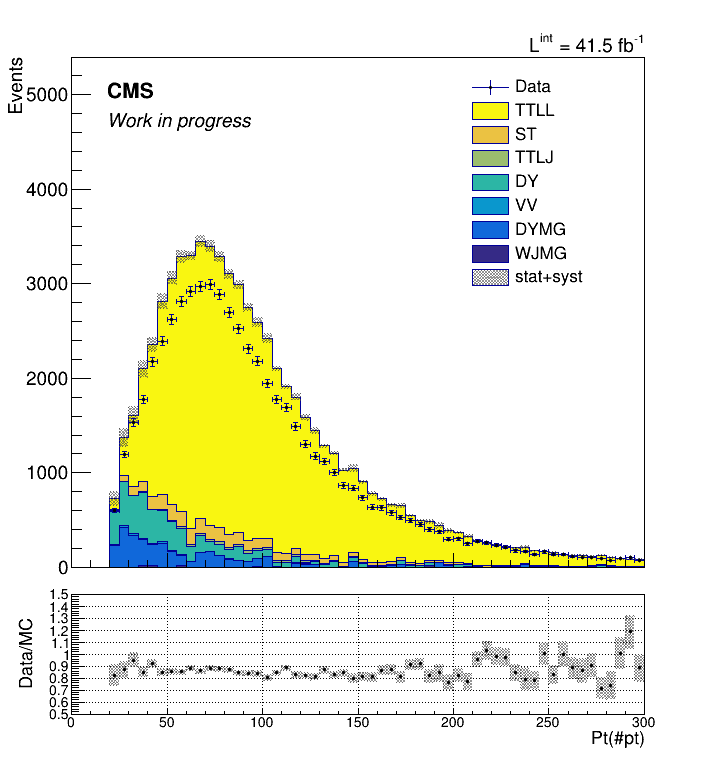 L^int = 41.5 fb^-1
Events
CMS
Work in progress
Data
TTLL
ST
TTLJ
DY
VV
DYMG
WJMG
stat+syst
5000
4000
3000
2000
1000
0
Data/MC
1.5
1.4
1.3
1.2
1.1
1
0.9
0.8
0.7
0.6
0.5
0 50 100 150 200 250 300
Pt(#pt)